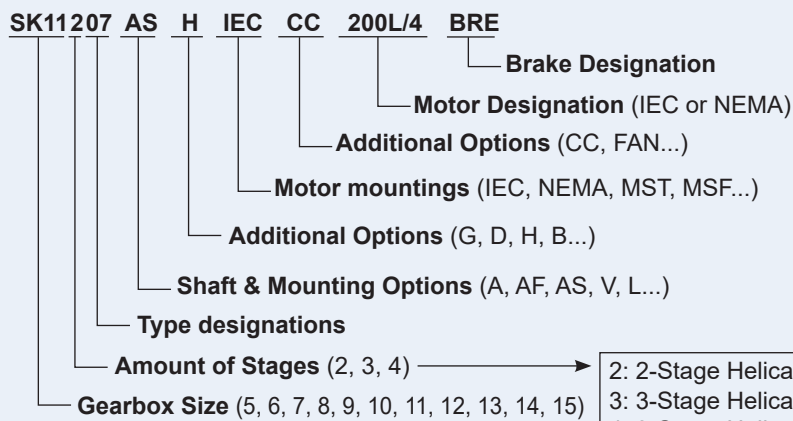 SK11207 AS H IEC CC 200L/4 BRE
Brake Designation
Motor Designation (IEC or NEMA)
Additional Options (CC, FAN...)
Motor mountings (IEC, NEMA, MST, MSF...)
Additional Options (G, D, H, B...)
Shaft & Mounting Options (A, AF, AS, V, L...)
Type designations
Amount of Stages (2, 3, 4)
2: 2-Stage Helica
Gearbox Size (5, 6, 7, 8, 9, 10, 11, 12, 13, 14, 15)
3: 3-Stage Helica